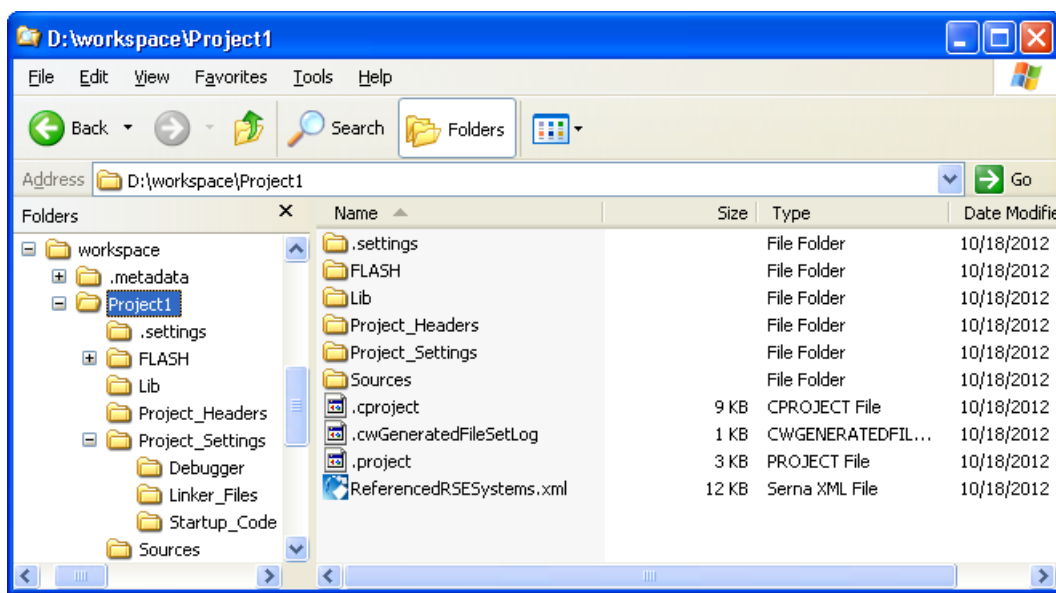 D:\workspace\Project1
File Edit View Favorites Tools Help
Back Search Folders
Address D:\workspace\Project1 Go
Folders
workspace
.metadata
Project1
.settings
FLASH
Lib
Project_Headers
Project_Settings
Debugger
Linker_Files
Startup_Code
Sources
Name Size Type Date Modifie
.settings File Folder 10/18/2012
FLASH File Folder 10/18/2012
Lib File Folder 10/18/2012
Project_Headers File Folder 10/18/2012
Project_Settings File Folder 10/18/2012
Sources File Folder 10/18/2012
.cproject 9 KB CPROJECT File 10/18/2012
.cwGeneratedFileSetLog 1 KB CWGENERATEDFIL... 10/18/2012
.project 3 KB PROJECT File 10/18/2012
ReferencedRSESystems.xml 12 KB Serna XML File 10/18/2012